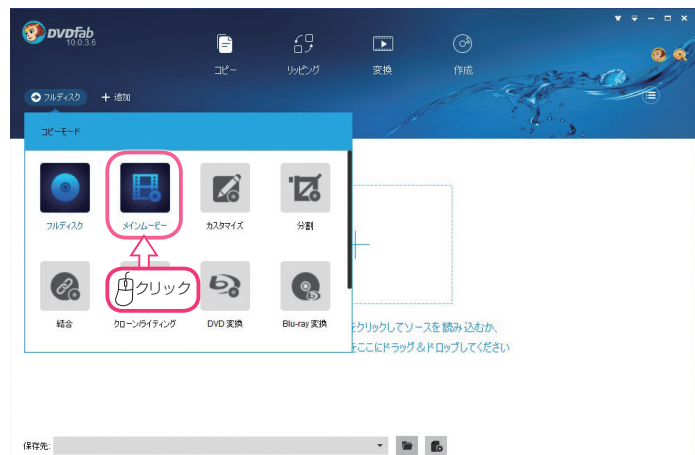 DVDFab
10.0.3.6
コピー
リッピング
変換
作成
フルディスク
+ 追加
コピーモード
フルディスク
メインムービー
カスタマイズ
分割
クリック
結合
クローンライティング
DVD 変換
Blu-ray 変換
をクリックしてソースを読み込むか、
をここにドラッグ&ドロップしてください
保存先: